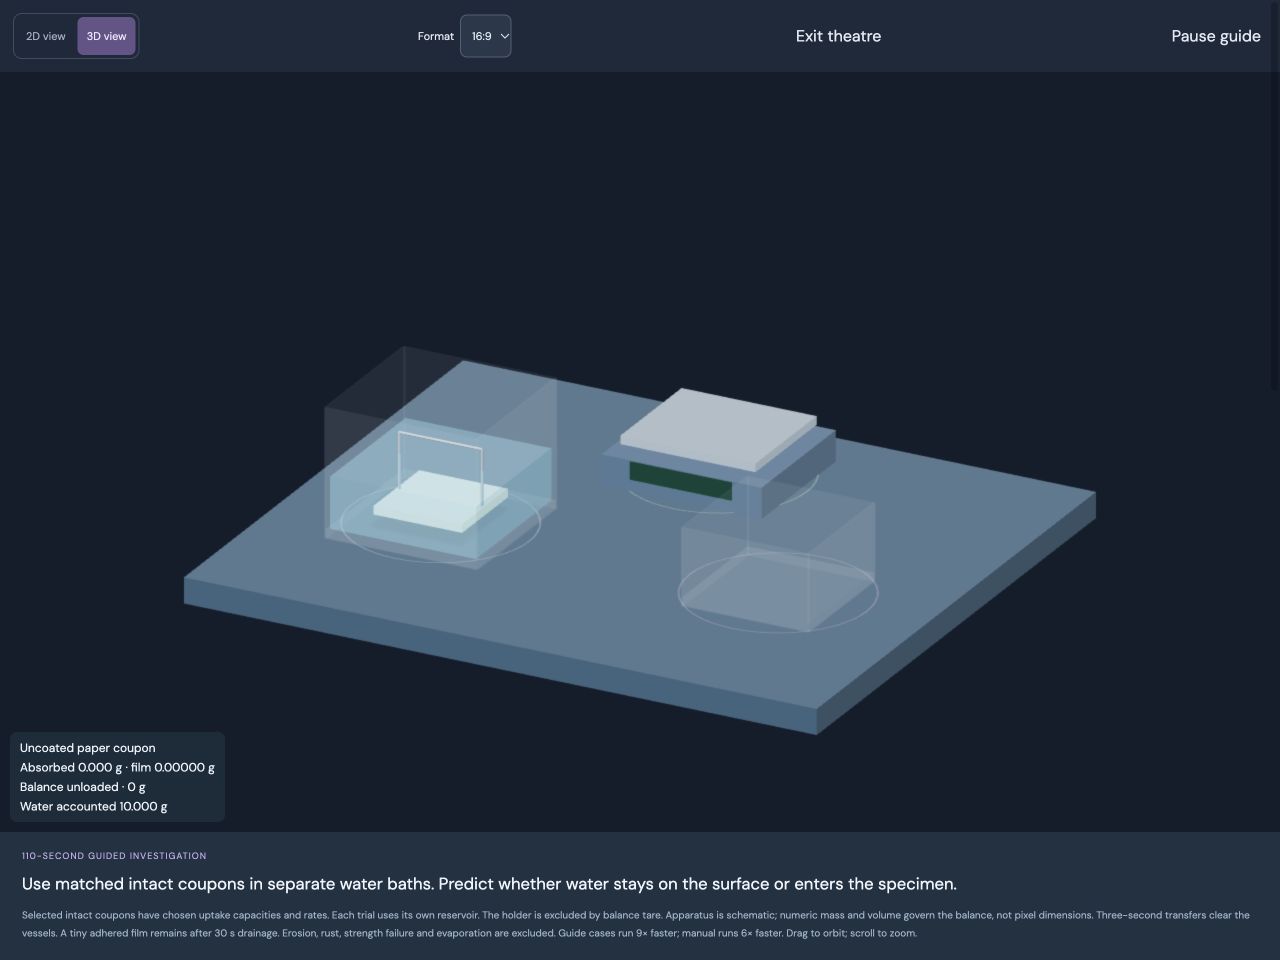 2D view
3D view
Format
16:9
Exit theatre
Pause guide
Uncoated paper coupon
Absorbed 0.000 g · film 0.00000 g
Balance unloaded · 0 g
Water accounted 10.000 g
110-SECOND GUIDED INVESTIGATION
Use matched intact coupons in separate water baths. Predict whether water stays on the surface or enters the specimen.
Selected intact coupons have chosen uptake capacities and rates. Each trial uses its own reservoir. The holder is excluded by balance tare. Apparatus is schematic; numeric mass and volume govern the balance, not pixel dimensions. Three-second transfers clear the
vessels. A tiny adhered film remains after 30 s drainage. Erosion, rust, strength failure and evaporation are excluded. Guide cases run 9× faster; manual runs 6× faster. Drag to orbit; scroll to zoom.